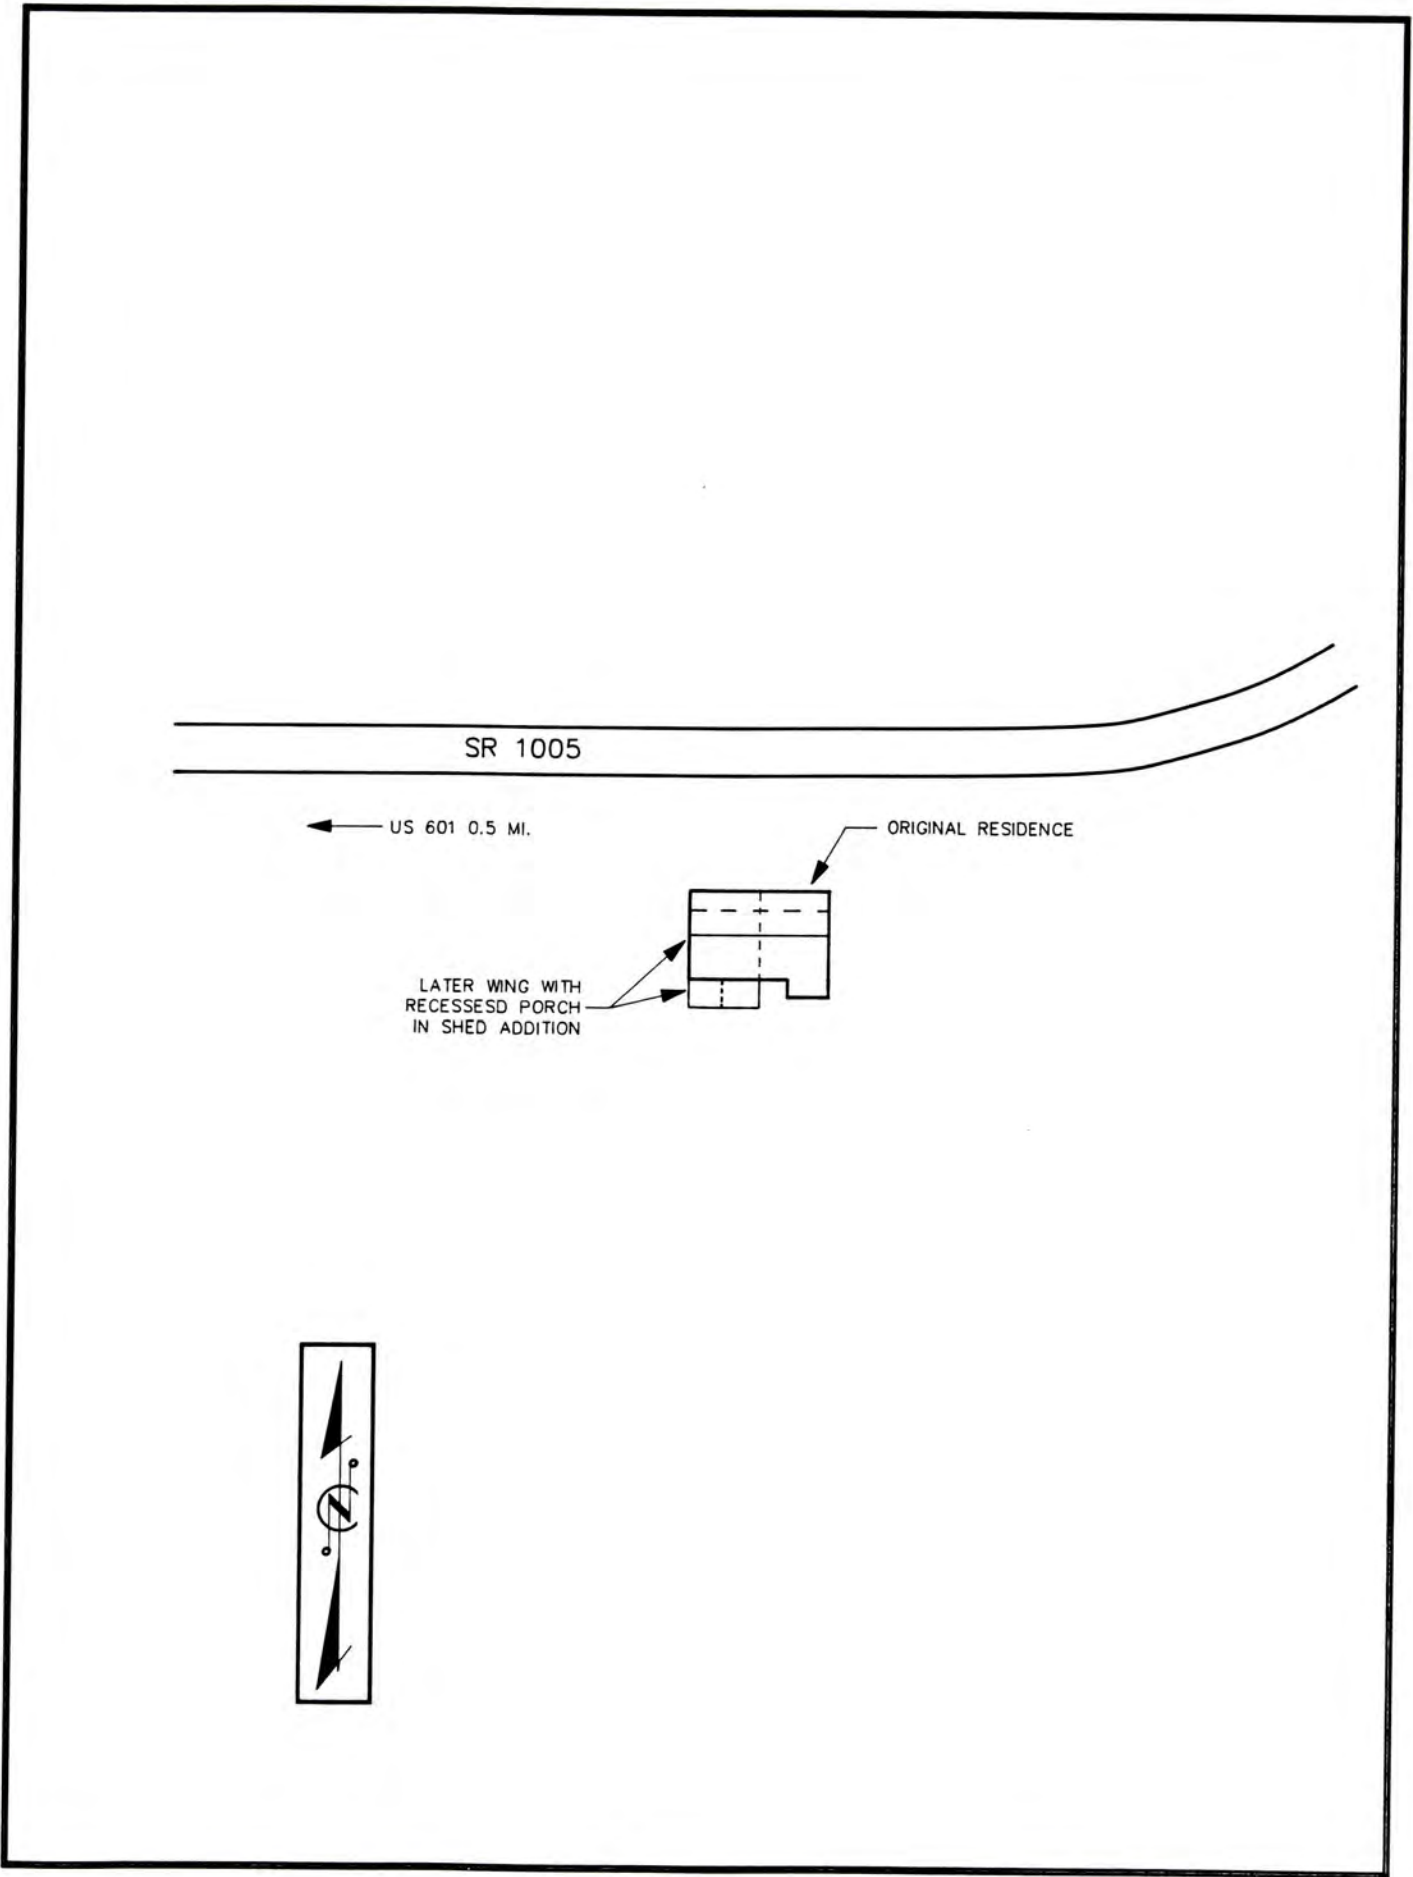 SR 1005
US 601 0.5 MI.
ORIGINAL RESIDENCE
LATER WING WITH
RECESSESD PORCH
IN SHED ADDITION
N